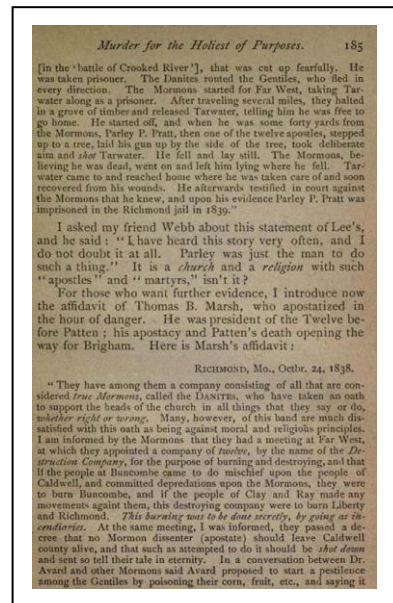 Murder for the Holiest of Purposes. 185
[in the 'battle of Crooked River'], that was cut up fearfully. He
was taken prisoner. The Danites routed the Gentiles, who fled in
every direction. The Mormons started for Far West, taking Tar-
water along as a prisoner. After traveling several miles, they halted
in a grove of timber and released Tarwater, telling him he was free to
go home. He started off, and when he was some forty yards from
the Mormons, Parley P. Pratt, then one of the twelve apostles, stepped
up to a tree, laid his gun up by the side of the tree, took deliberate
aim and shot Tarwater. He fell and lay still. The Mormons, be-
lieving he was dead, went on and left him lying where he fell. Tar-
water came to and reached home where he was taken care of and soon
recovered from his wounds. He afterwards testified in court against
the Mormons that he knew, and upon his evidence Parley P. Pratt was
imprisoned in the Richmond jail in 1839."
I asked my friend Webb about this statement of Lee's,
and he said: "I have heard this story very often, and I
do not doubt it at all. Parley was just the man to do
such a thing." It is a church and a religion with such
"apostles" and "martyrs," isn't it?
For those who want further evidence, I introduce now
the affidavit of Thomas B. Marsh, who apostatized in
the hour of danger. He was president of the Twelve be-
fore Patten; his apostacy and Patten's death opening the
way for Brigham. Here is Marsh's affidavit:
RICHMOND, Mo., Octbr. 24, 1838.
"They have among them a company consisting of all that are con-
sidered true Mormons, called the DANITES, who have taken an oath
to support the heads of the church in all things that they say or do,
whether right or wrong. Many, however, of this band are much dis-
satisfied with this oath as being against moral and religiohs principles.
I am informed by the Mormons that they had a meeting at Far West,
at which they appointed a company of twelve, by the name of the De-
struction Company, for the purpose of burning and destroying, and that
if the people at Buncombe came to do mischief upon the people of
Caldwell, and committed depredations upon the Mormons, they were
to burn Buncombe, and if the people of Clay and Ray made any
movements againt them, this destroying company were to burn Liberty
and Richmond. This burning was to be done secretly, by going as in-
cendiaries. At the same meeting, I was informed, they passed a de-
cree that no Mormon dissenter (apostate) should leave Caldwell
county alive, and that such as attempted to do it should be shot down
and sent to tell their tale in eternity. In a conversation between Dr.
Avard and other Mormons said Avard proposed to start a pestilence
among the Gentiles by poisoning their corn, fruit, etc., and saying it